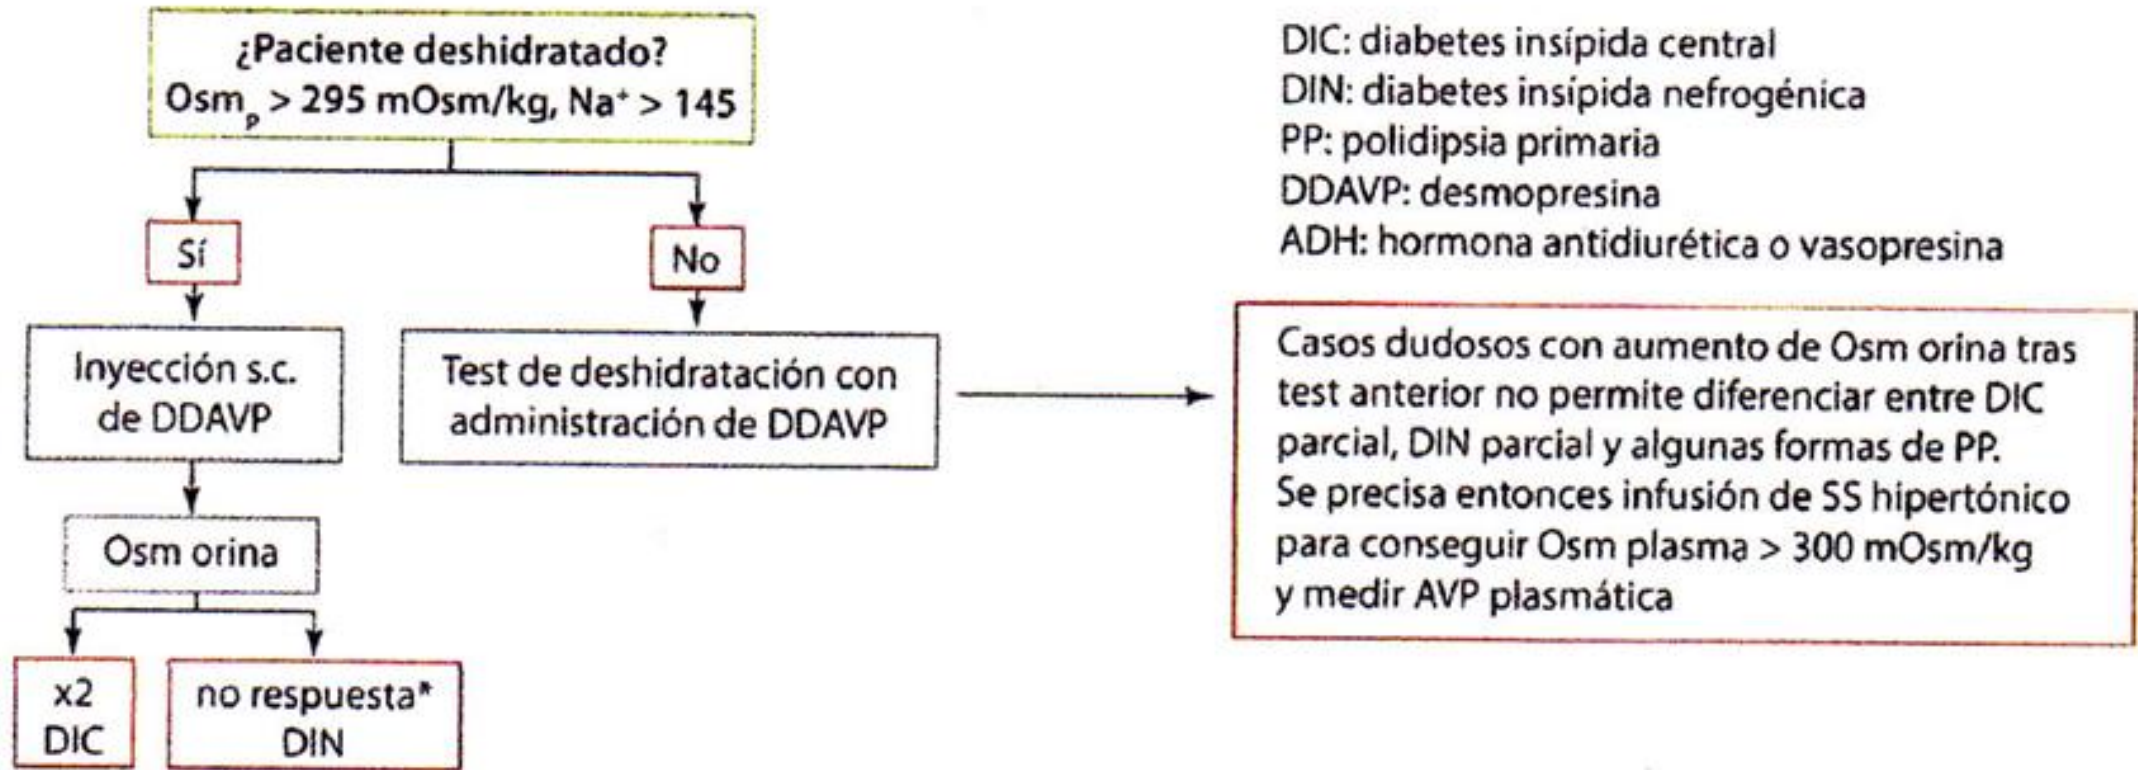 ¿Paciente deshidratado?
Osmₚ > 295 mOsm/kg, Na⁺ > 145
Sí
No
Inyección s.c.
de DDAVP
Test de deshidratación con
administración de DDAVP
Osm orina
x2
DIC
no respuesta*
DIN
DIC: diabetes insípida central
DIN: diabetes insípida nefrogénica
PP: polidipsia primaria
DDAVP: desmopresina
ADH: hormona antidiurética o vasopresina
Casos dudosos con aumento de Osm orina tras
test anterior no permite diferenciar entre DIC
parcial, DIN parcial y algunas formas de PP.
Se precisa entonces infusión de SS hipertónico
para conseguir Osm plasma > 300 mOsm/kg
y medir AVP plasmática